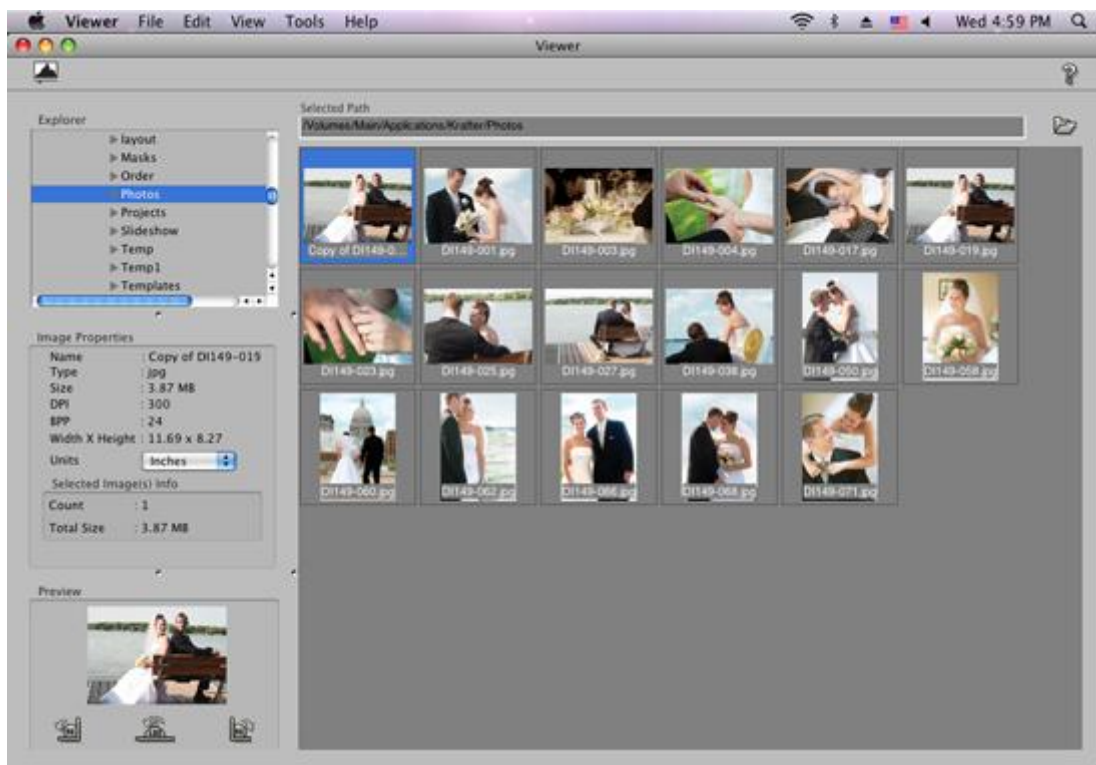 Viewer File Edit View Tools Help Wed 4:59 PM
Viewer
Explorer
layout
Masks
Order
Photos
Projects
Slideshow
Temp
Temp1
Templates
Image Properties
Name : Copy of DI149-019
Type : jpg
Size : 3.87 MB
DPI : 300
BPP : 24
Width X Height : 11.69 x 8.27
Units Inches
Selected Image(s) Info
Count : 1
Total Size : 3.87 MB
Preview
Selected Path
/Volumes/Main/Applications/Krafter/Photos
Copy of DI149-0... DI149-001.jpg DI149-003.jpg DI149-004.jpg DI149-017.jpg DI149-019.jpg
DI149-023.jpg DI149-025.jpg DI149-027.jpg DI149-038.jpg DI149-050.jpg DI149-058.jpg
DI149-060.jpg DI149-062.jpg DI149-066.jpg DI149-068.jpg DI149-071.jpg